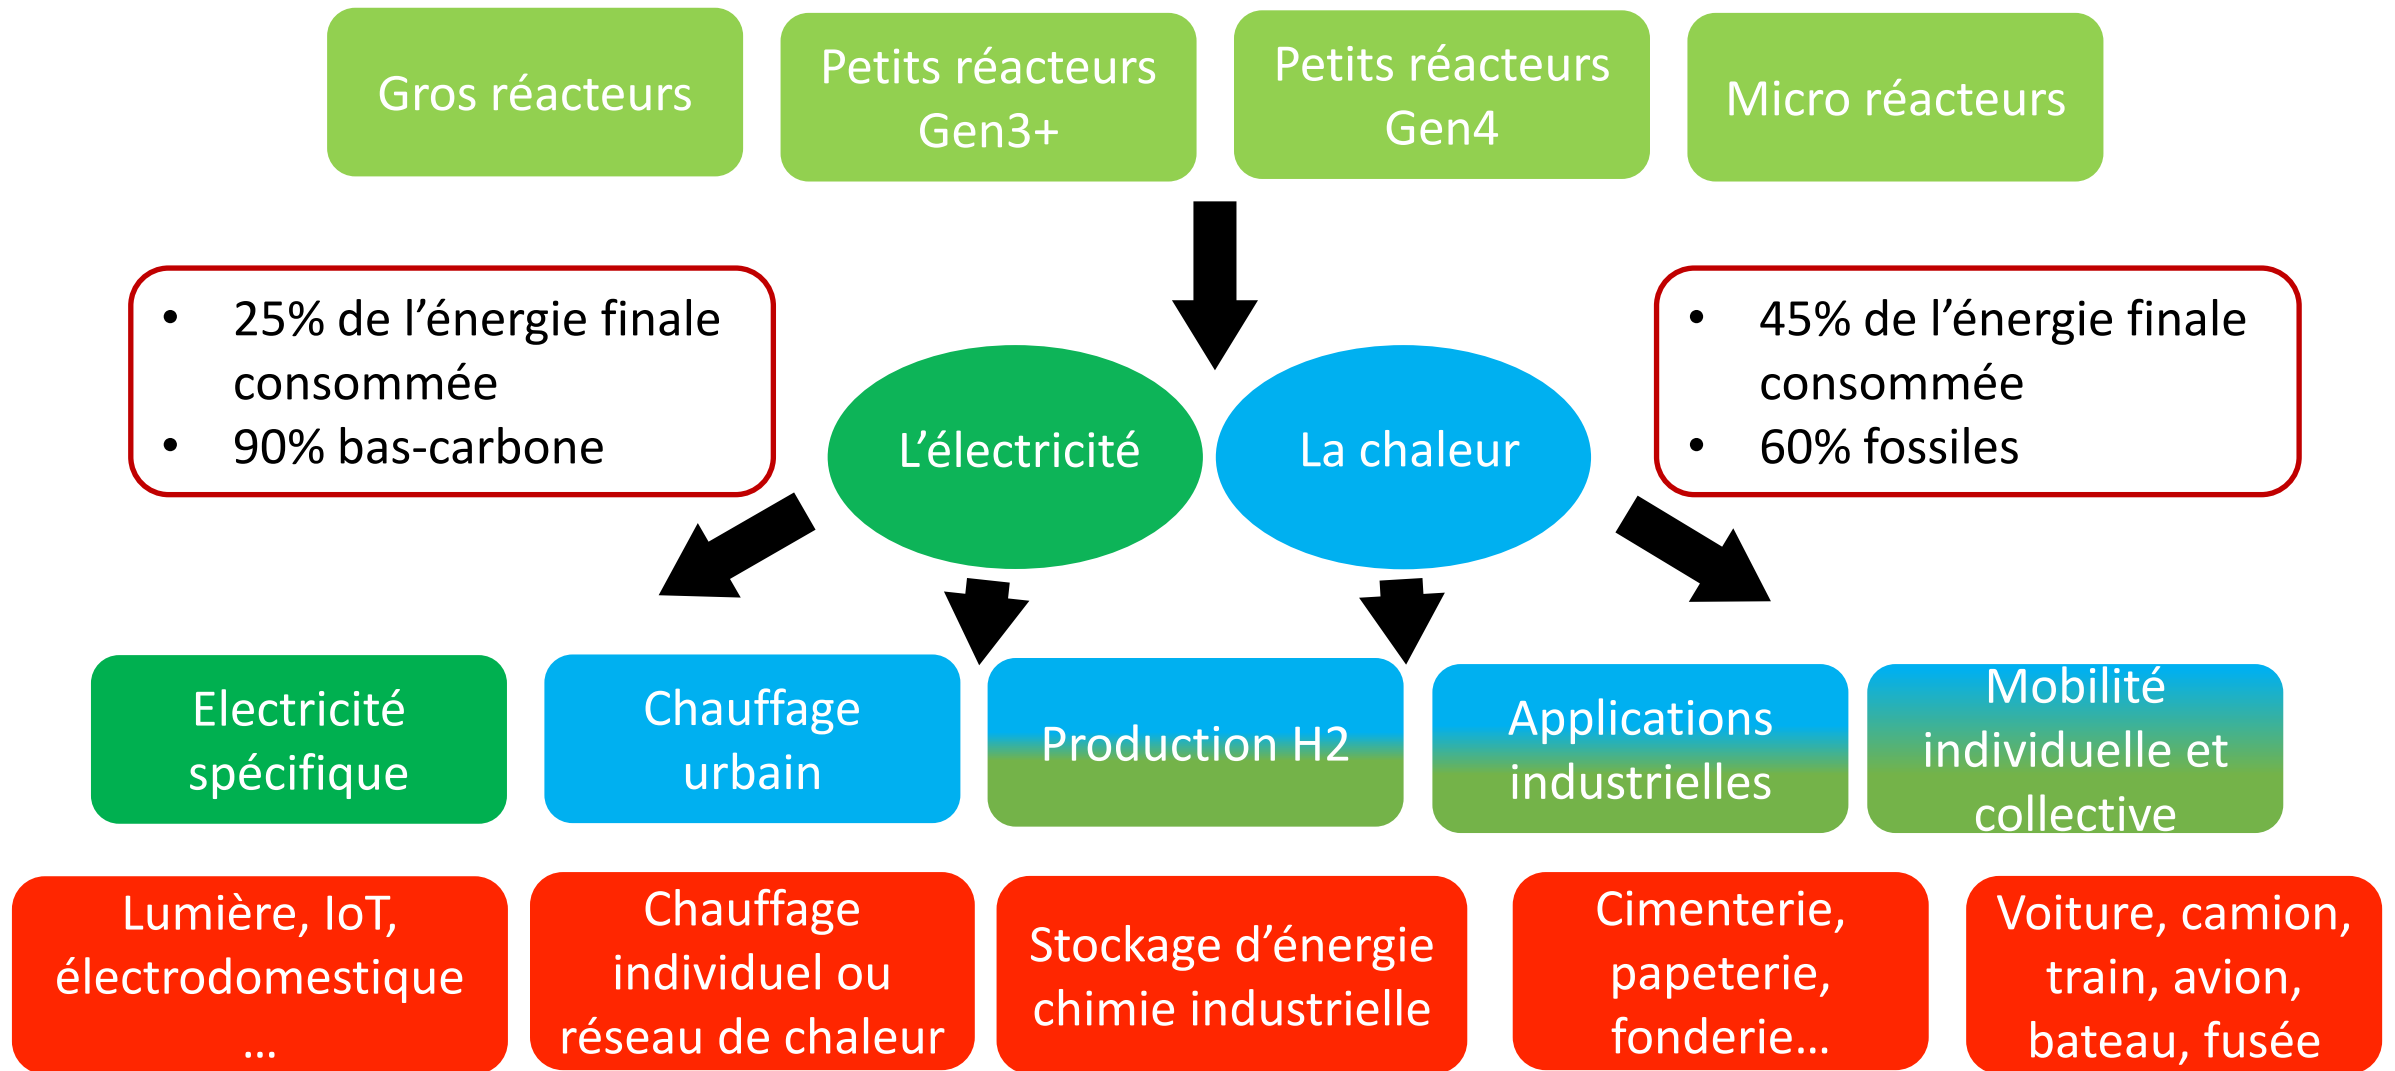 Gros réacteurs
Petits réacteurs
Gen3+
Petits réacteurs
Gen4
Micro réacteurs
• 25% de l’énergie finale
consommée
• 90% bas-carbone
L’électricité
La chaleur
• 45% de l’énergie finale
consommée
• 60% fossiles
Electricité
spécifique
Chauffage
urbain
Production H2
Applications
industrielles
Mobilité
individuelle et
collective
Lumière, IoT,
électrodomestique
...
Chauffage
individuel ou
réseau de chaleur
Stockage d’énergie
chimie industrielle
Cimenterie,
papeterie,
fonderie...
Voiture, camion,
train, avion,
bateau, fusée